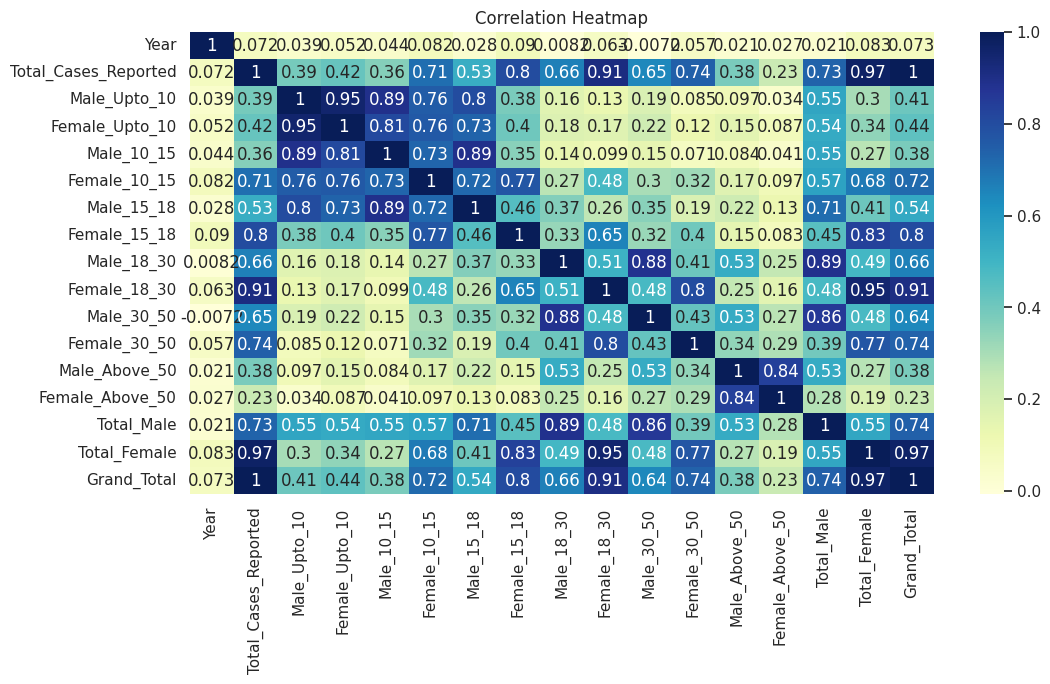 Correlation Heatmap
Year 1 0.072 0.039 0.052 0.044 0.082 0.028 0.09 0.0082 0.063 -0.0072 0.057 0.021 0.027 0.021 0.083 0.073
Total_Cases_Reported 0.072 1 0.39 0.42 0.36 0.71 0.53 0.8 0.66 0.91 0.65 0.74 0.38 0.23 0.73 0.97 1
Male_Upto_10 0.039 0.39 1 0.95 0.89 0.76 0.8 0.38 0.16 0.13 0.19 0.085 0.097 0.034 0.55 0.3 0.41
Female_Upto_10 0.052 0.42 0.95 1 0.81 0.76 0.73 0.4 0.18 0.17 0.22 0.12 0.15 0.087 0.54 0.34 0.44
Male_10_15 0.044 0.36 0.89 0.81 1 0.73 0.89 0.35 0.14 0.099 0.15 0.071 0.084 0.041 0.55 0.27 0.38
Female_10_15 0.082 0.71 0.76 0.76 0.73 1 0.72 0.77 0.27 0.48 0.3 0.32 0.17 0.097 0.57 0.68 0.72
Male_15_18 0.028 0.53 0.8 0.73 0.89 0.72 1 0.46 0.37 0.26 0.35 0.19 0.22 0.13 0.71 0.41 0.54
Female_15_18 0.09 0.8 0.38 0.4 0.35 0.77 0.46 1 0.33 0.65 0.32 0.4 0.15 0.083 0.45 0.83 0.8
Male_18_30 0.0082 0.66 0.16 0.18 0.14 0.27 0.37 0.33 1 0.51 0.88 0.41 0.53 0.25 0.89 0.49 0.66
Female_18_30 0.063 0.91 0.13 0.17 0.099 0.48 0.26 0.65 0.51 1 0.48 0.8 0.25 0.16 0.48 0.95 0.91
Male_30_50 -0.0072 0.65 0.19 0.22 0.15 0.3 0.35 0.32 0.88 0.48 1 0.43 0.53 0.27 0.86 0.48 0.64
Female_30_50 0.057 0.74 0.085 0.12 0.071 0.32 0.19 0.4 0.41 0.8 0.43 1 0.34 0.29 0.39 0.77 0.74
Male_Above_50 0.021 0.38 0.097 0.15 0.084 0.17 0.22 0.15 0.53 0.25 0.53 0.34 1 0.84 0.53 0.27 0.38
Female_Above_50 0.027 0.23 0.034 0.087 0.041 0.097 0.13 0.083 0.25 0.16 0.27 0.29 0.84 1 0.28 0.19 0.23
Total_Male 0.021 0.73 0.55 0.54 0.55 0.57 0.71 0.45 0.89 0.48 0.86 0.39 0.53 0.28 1 0.55 0.74
Total_Female 0.083 0.97 0.3 0.34 0.27 0.68 0.41 0.83 0.49 0.95 0.48 0.77 0.27 0.19 0.55 1 0.97
Grand_Total 0.073 1 0.41 0.44 0.38 0.72 0.54 0.8 0.66 0.91 0.64 0.74 0.38 0.23 0.74 0.97 1
Year
Total_Cases_Reported
Male_Upto_10
Female_Upto_10
Male_10_15
Female_10_15
Male_15_18
Female_15_18
Male_18_30
Female_18_30
Male_30_50
Female_30_50
Male_Above_50
Female_Above_50
Total_Male
Total_Female
Grand_Total
1.0
0.8
0.6
0.4
0.2
0.0